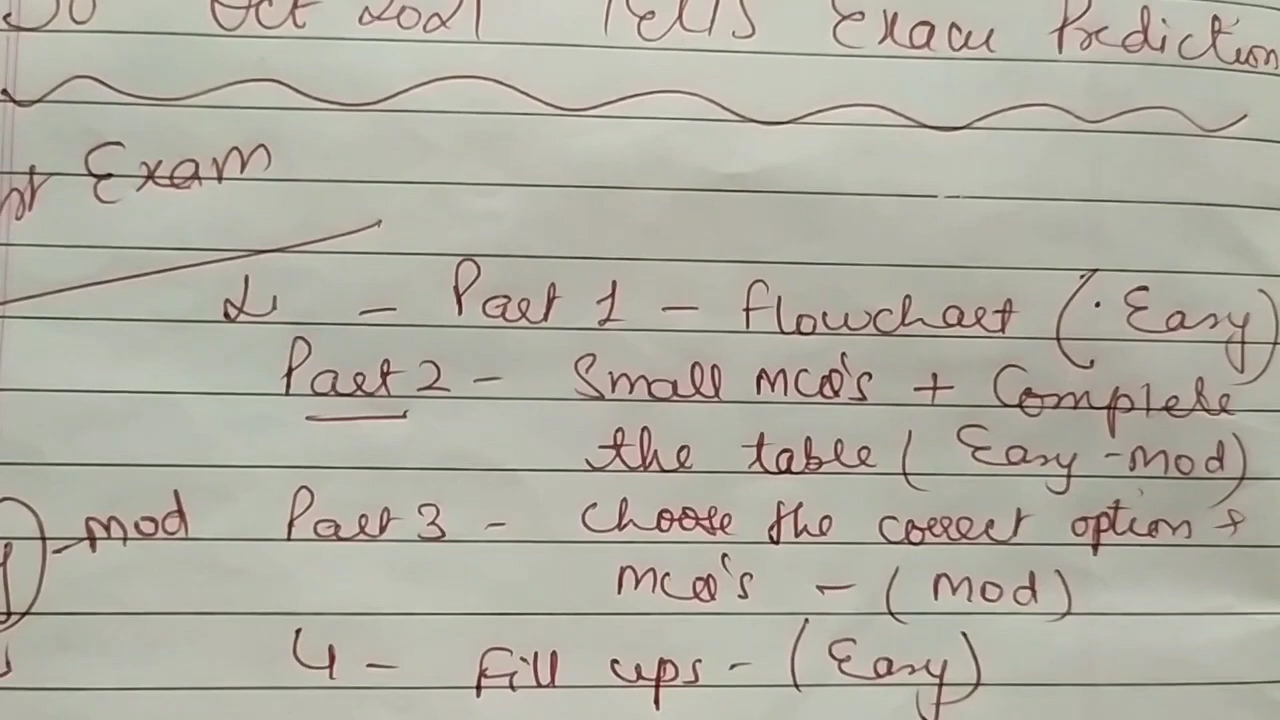 30 Oct 2021 IELTS Exam Prediction
Exam
L - Part 1 - flowchart (Easy)
Part 2 - Small MCQ's + Complete
the table (Easy-Mod)
mod Part 3 - Choose the correct option +
MCQ's - (Mod)
4 - Fill ups - (Easy)